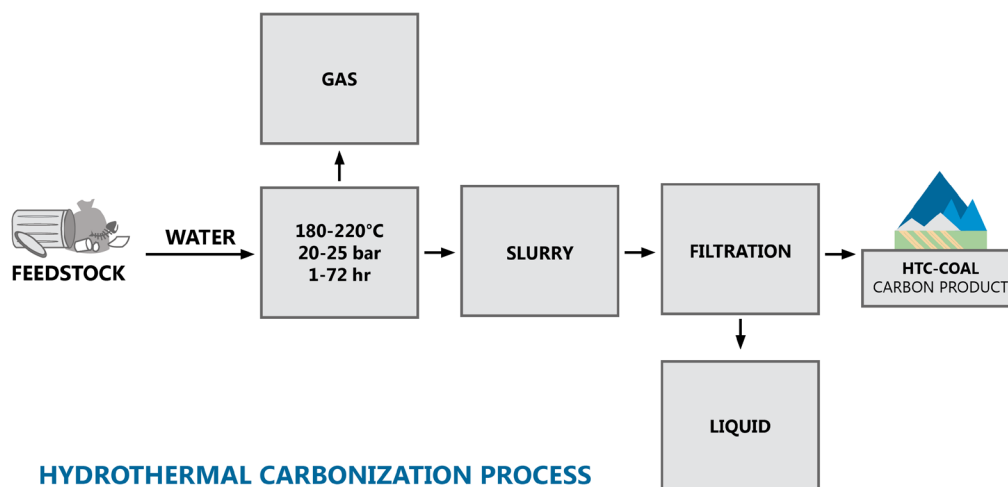 GAS
WATER
FEEDSTOCK
180-220°C
20-25 bar
1-72 hr
SLURRY
FILTRATION
HTC-COAL
CARBON PRODUCT
LIQUID
HYDROTHERMAL CARBONIZATION PROCESS